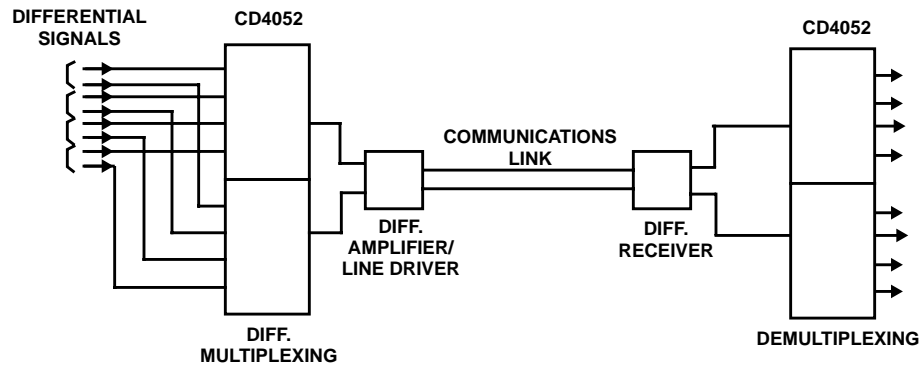 DIFFERENTIAL
SIGNALS
CD4052
CD4052
COMMUNICATIONS
LINK
DIFF.
AMPLIFIER/
LINE DRIVER
DIFF.
RECEIVER
DIFF.
MULTIPLEXING
DEMULTIPLEXING